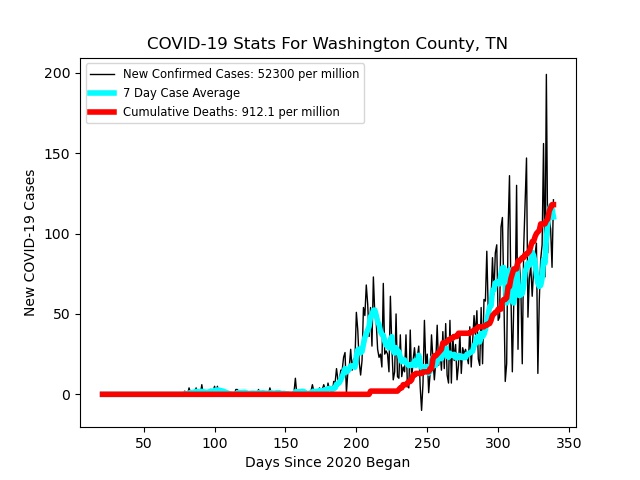 COVID-19 Stats For Washington County, TN
New Confirmed Cases: 52300 per million
7 Day Case Average
Cumulative Deaths: 912.1 per million
New COVID-19 Cases
200
150
100
50
0
50 100 150 200 250 300 350
Days Since 2020 Began